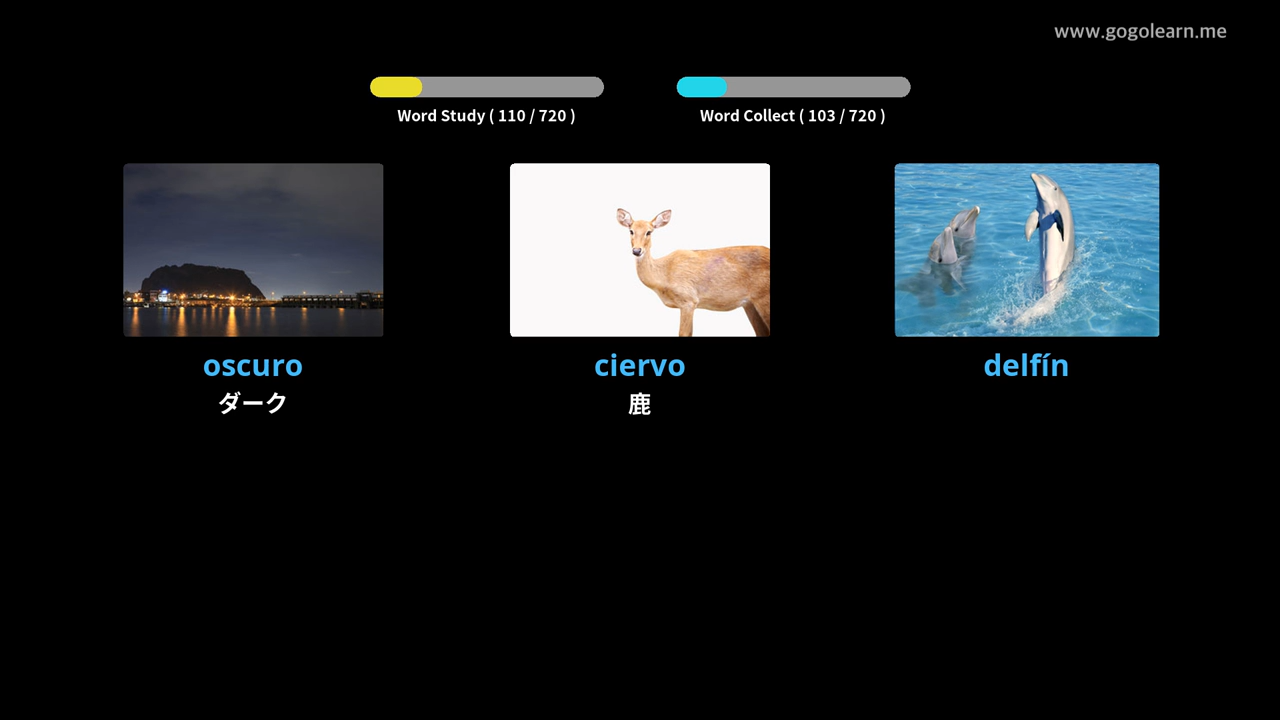 www.gogolearn.me
Word Study ( 110 / 720 )
Word Collect ( 103 / 720 )
oscuro
ダーク
ciervo
鹿
delfín